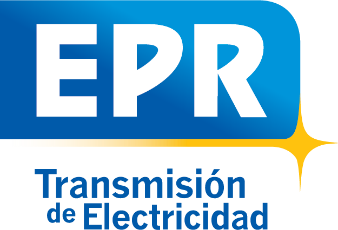 EPR
Transmisión
de Electricidad